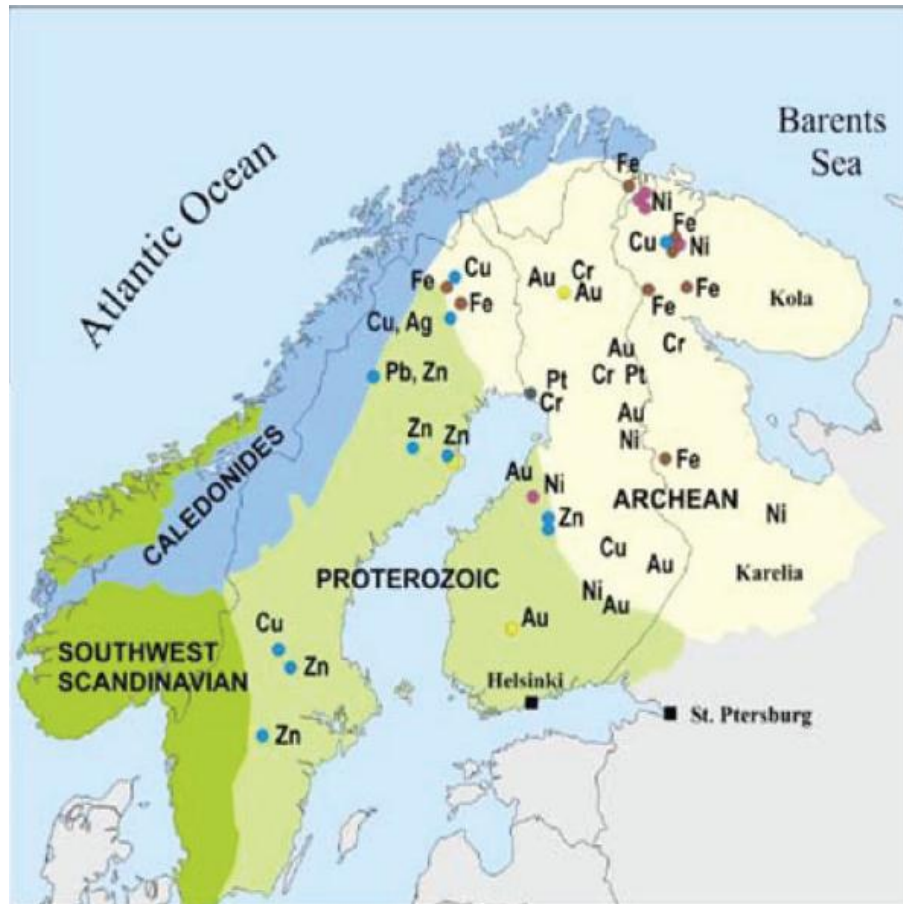 Barents
Sea
Atlantic Ocean
Fe
Ni
Fe
Cu
Ni
Cu
Fe
Fe
Au
Cr
Au
Fe
Fe
Kola
Cu, Ag
Au
Cr
Pb, Zn
Pt
Cr
Cr
Pt
Au
Zn
Zn
Ni
Fe
CALEDONIDES
Au
Ni
ARCHEAN
Zn
Ni
Cu
Au
Karelia
PROTEROZOIC
Ni
Au
Au
Cu
SOUTHWEST
SCANDINAVIAN
Zn
Helsinki
St. Ptersburg
Zn